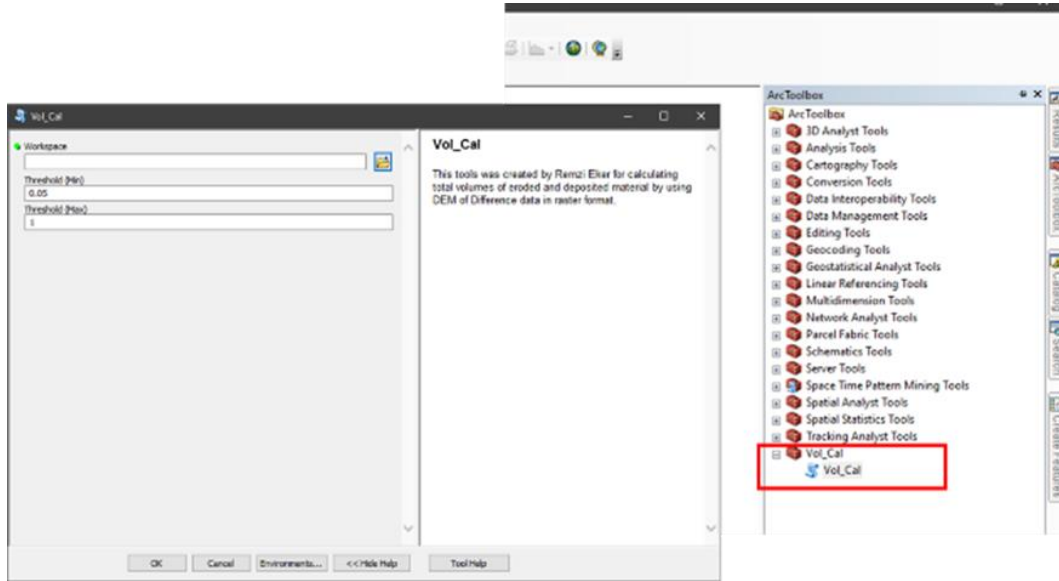 Vol_Cal
Workspace
Threshold (Min)
0.05
Threshold (Max)
1
Vol_Cal
This tools was created by Remzi Eker for calculating
total volumes of eroded and deposited material by using
DEM of Difference data in raster format.
OK
Cancel
Environments...
<< Hide Help
Tool Help
ArcToolbox
ArcToolbox
3D Analyst Tools
Analysis Tools
Cartography Tools
Conversion Tools
Data Interoperability Tools
Data Management Tools
Editing Tools
Geocoding Tools
Geostatistical Analyst Tools
Linear Referencing Tools
Multidimension Tools
Network Analyst Tools
Parcel Fabric Tools
Schematics Tools
Server Tools
Space Time Pattern Mining Tools
Spatial Analyst Tools
Spatial Statistics Tools
Tracking Analyst Tools
Vol_Cal
Vol_Cal
Results
ArcToolbox
Catalog
Search
Create Features